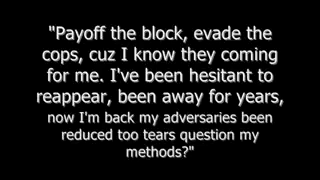 "Payoff the block, evade the
cops, cuz I know they coming
for me. I've been hesitant to
reappear, been away for years,
now I'm back my adversaries been
reduced too tears question my
methods?"